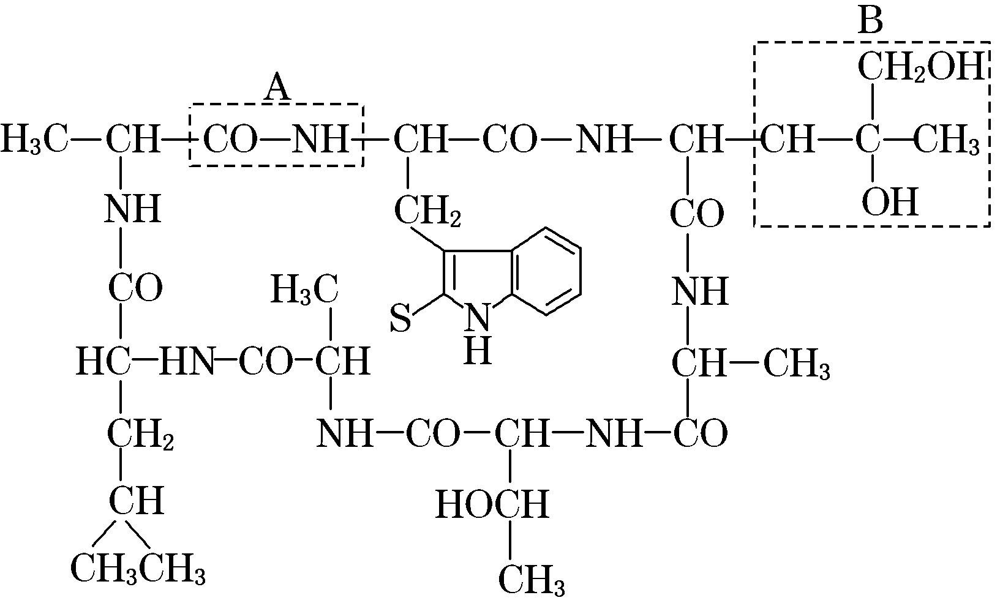 B
CH₂OH
A
H₃C—CH—CO—NH—CH—CO—NH—CH—CH—C—CH₃
NH CH₂ CO OH
CO H₃C S N H NH
HC—HN—CO—CH CH—CH₃
CH₂ NH—CO—CH—NH—CO
CH HOCH
CH₃CH₃ CH₃